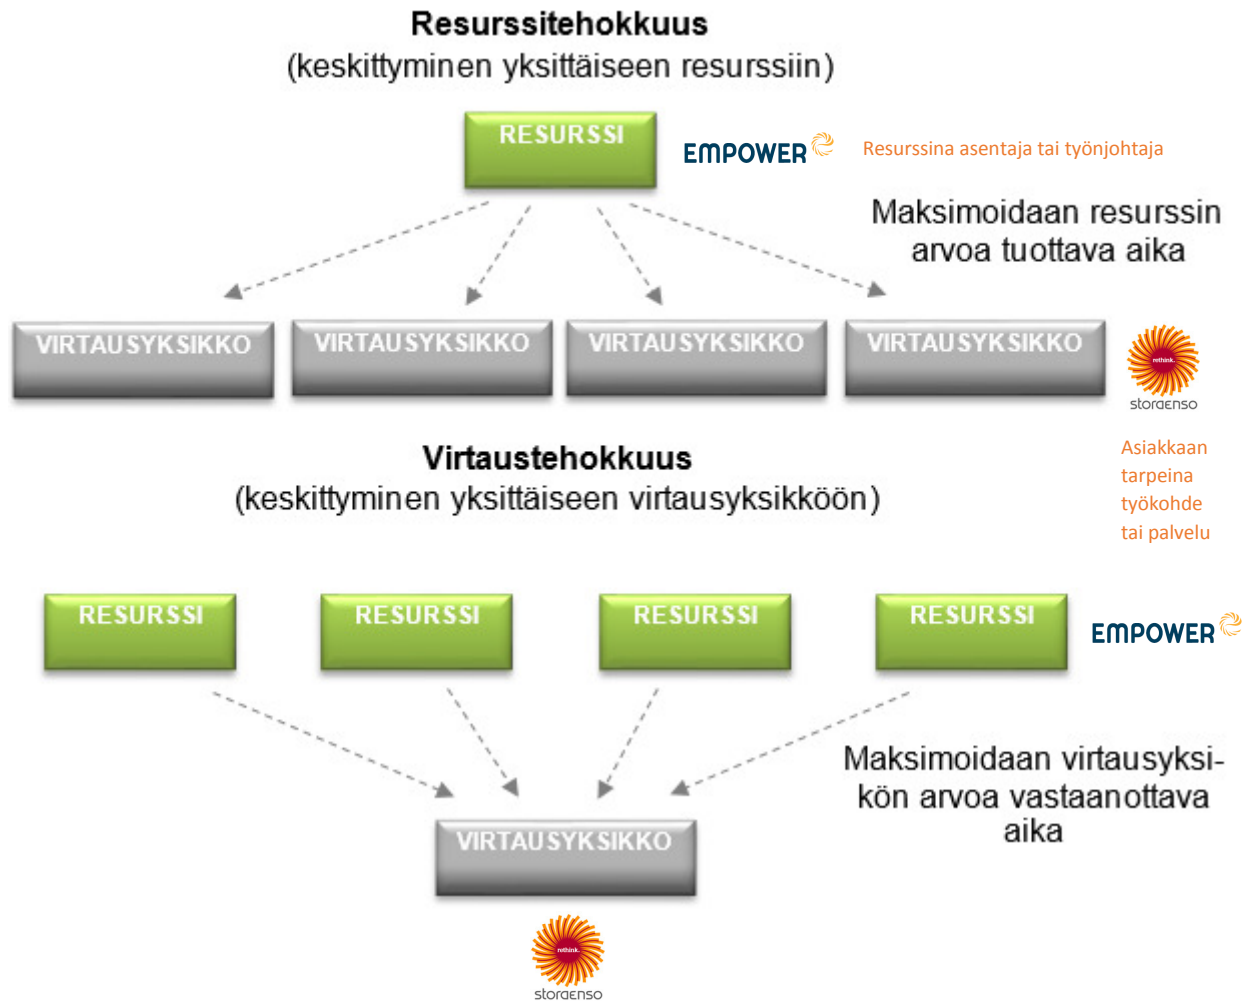 Resurssitehokkuus
(keskittyminen yksittäiseen resurssiin)
RESURSSI
EMPOWER
Resurssina asentaja tai työnjohtaja
Maksimoidaan resurssin
arvoa tuottava aika
VIRTAUSYKSIKKO
VIRTAUSYKSIKKO
VIRTAUSYKSIKKO
VIRTAUSYKSIKKO
rethink.
storaenso
Virtaustehokkuus
(keskittyminen yksittäiseen virtausyksikköön)
Asiakkaan
tarpeina
työkohde
tai palvelu
RESURSSI
RESURSSI
RESURSSI
RESURSSI
EMPOWER
Maksimoidaan virtausyksi-
kön arvoa vastaanottava
aika
VIRTAUSYKSIKKO
rethink.
storaenso